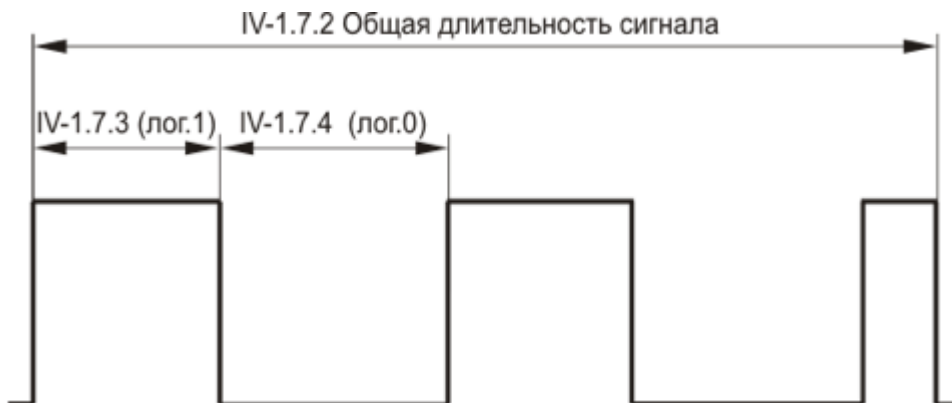 IV-1.7.2 Общая длительность сигнала
IV-1.7.3 (лог.1) IV-1.7.4 (лог.0)